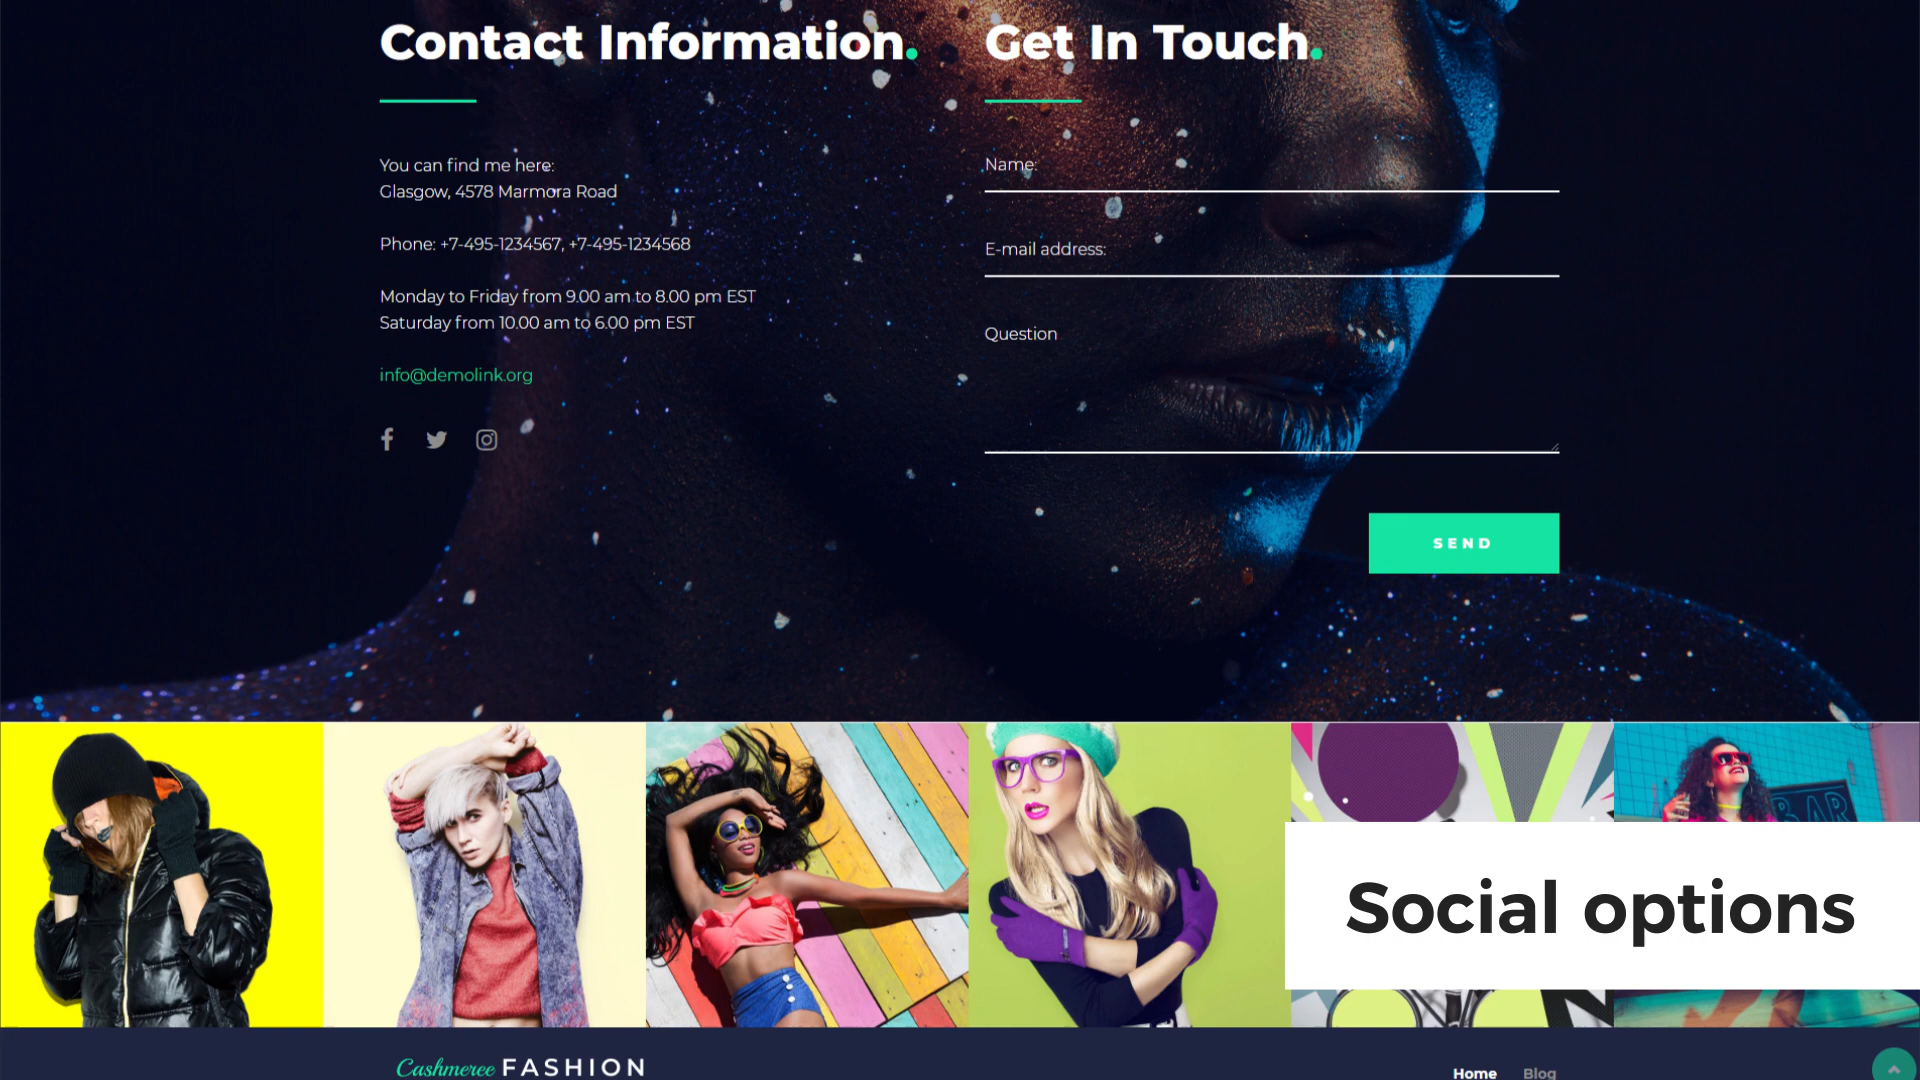 Contact Information.
Get In Touch.
You can find me here:
Glasgow, 4578 Marmora Road
Phone: +7-495-1234567, +7-495-1234568
Monday to Friday from 9.00 am to 8.00 pm EST
Saturday from 10.00 am to 6.00 pm EST
info@demolink.org
Name:
E-mail address:
Question
SEND
BAR
Social options
Cashmeree FASHION
Home
Blog